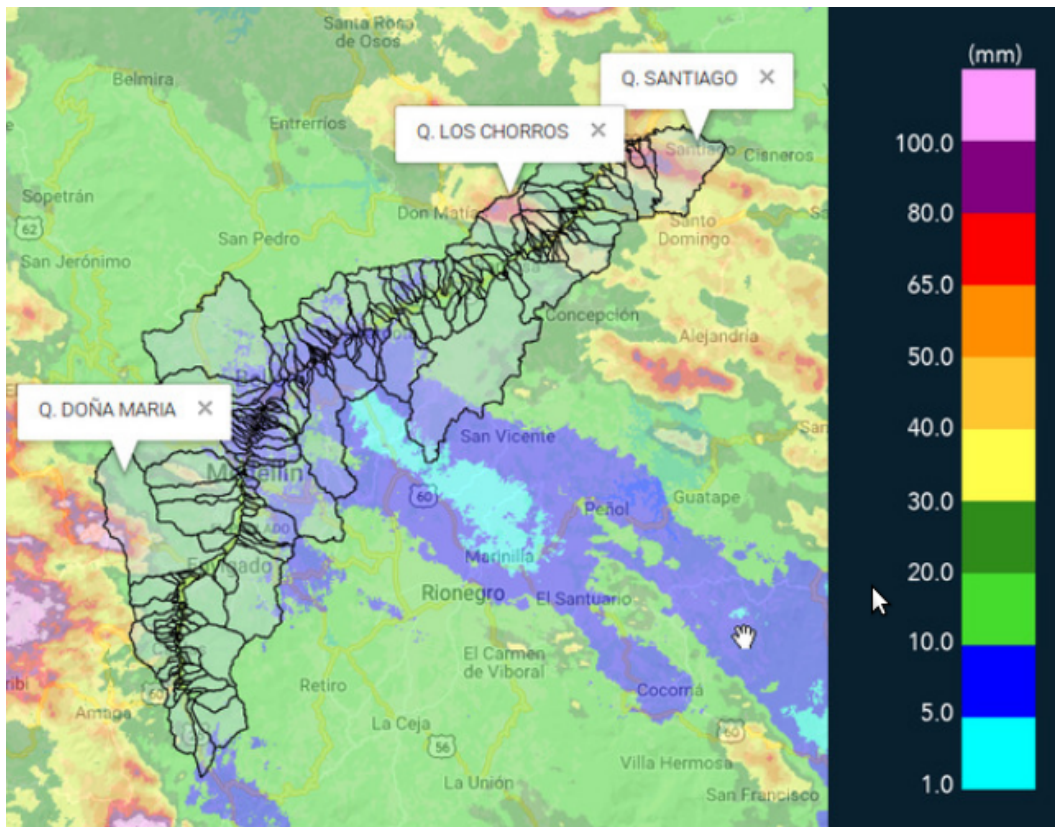 Santa Rosa
de Osos
(mm)
Q. SANTIAGO ×
Belmira
Q. LOS CHORROS ×
Entrerríos
100.0
Santiago
Cisneros
Sopetrán
Don Matías
80.0
62
Santo
Domingo
San Pedro
San Jerónimo
65.0
Concepción
Alejandría
50.0
Q. DOÑA MARIA ×
40.0
San Vicente
Medellín
60
Guatape
30.0
Peñol
Marinilla
20.0
Envigado
Rionegro
El Santuario
10.0
El Carmen
de Viboral
Retiro
Cocorná
60
Amaga
5.0
La Ceja
60
56
Villa Hermosa
La Unión
1.0
San Francisco